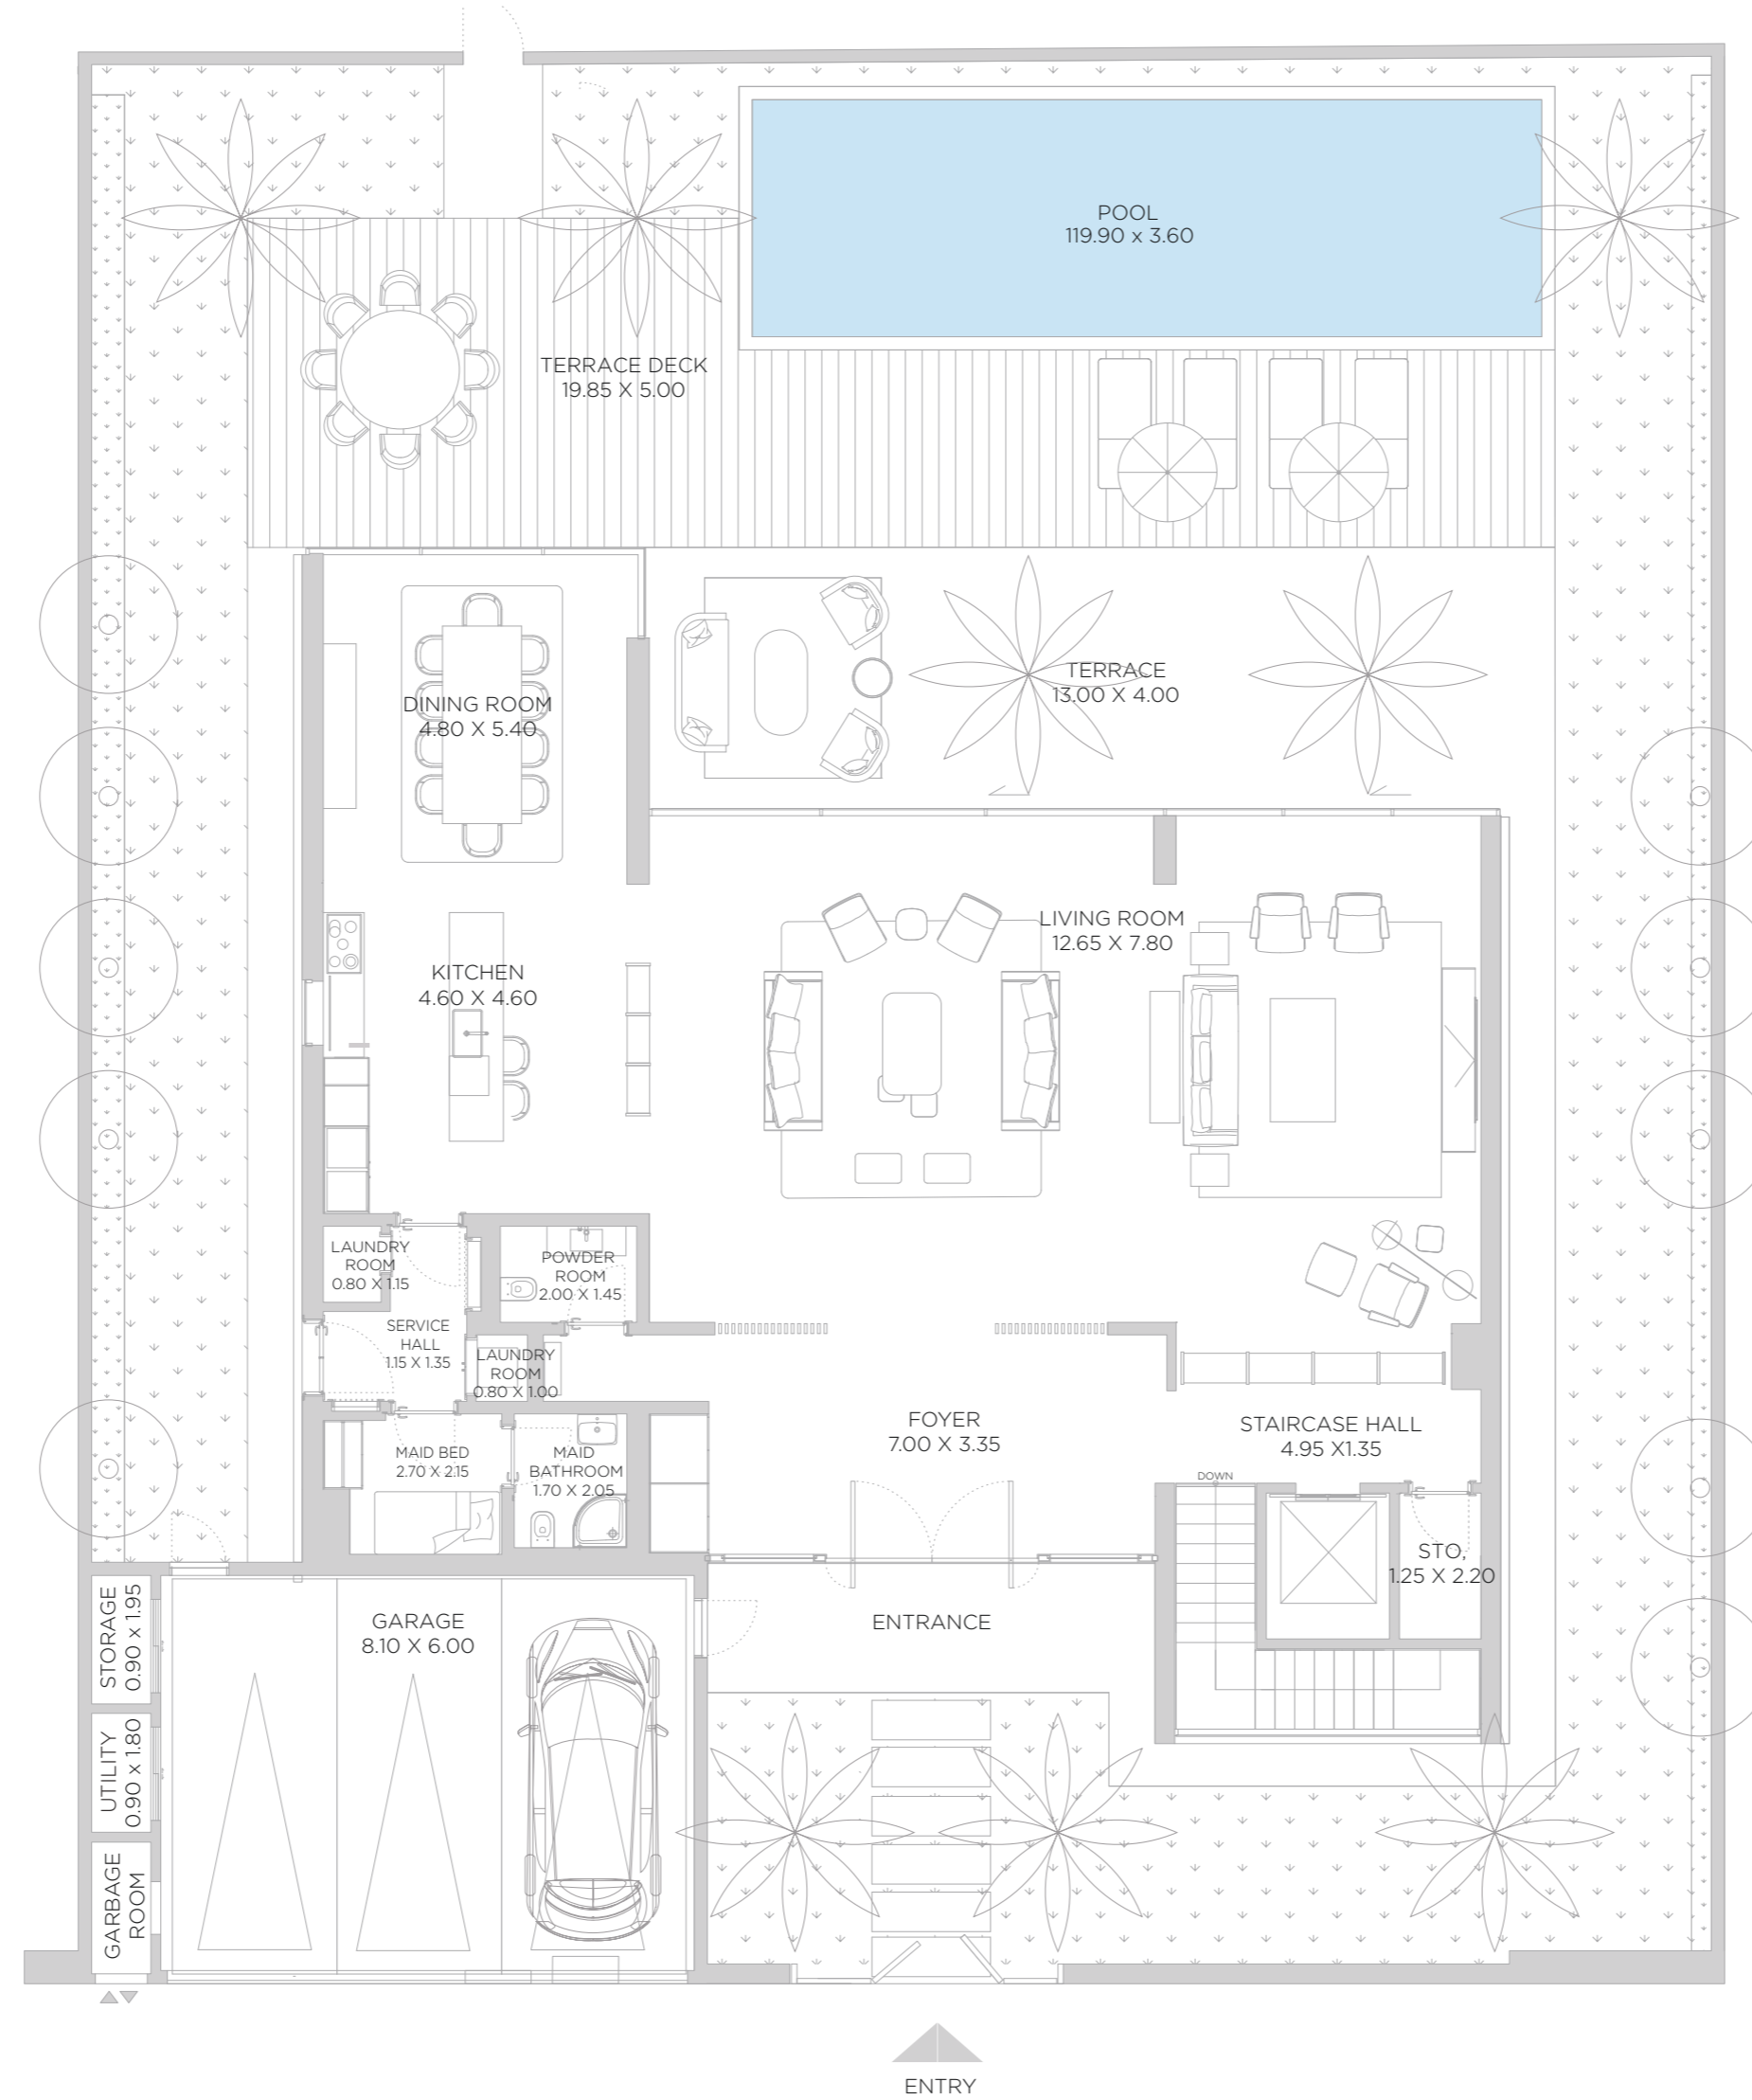 POOL
119.90 x 3.60
TERRACE DECK
19.85 X 5.00
TERRACE
13.00 X 4.00
DINING ROOM
4.80 X 5.40
LIVING ROOM
12.65 X 7.80
KITCHEN
4.60 X 4.60
LAUNDRY
ROOM
0.80 X 1.15
POWDER
ROOM
2.00 X 1.45
SERVICE
HALL
1.15 X 1.35
LAUNDRY
ROOM
0.80 X 1.00
FOYER
7.00 X 3.35
STAIRCASE HALL
4.95 X1.35
MAID BED
2.70 X 2.15
MAID
BATHROOM
1.70 X 2.05
DOWN
STO,
1.25 X 2.20
STORAGE
0.90 x 1.95
GARAGE
8.10 X 6.00
ENTRANCE
UTILITY
0.90 x 1.80
GARBAGE
ROOM
ENTRY